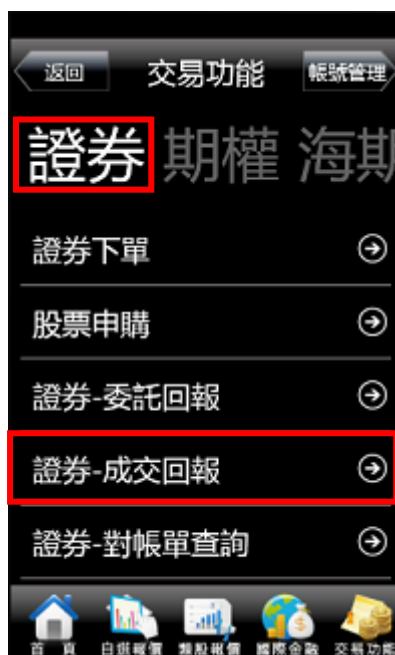 返回 交易功能 帳號管理
證券 期權 海期
證券下單
股票申購
證券-委託回報
證券-成交回報
證券-對帳單查詢
首頁 自選報價 類股報價 國際金融 交易功能